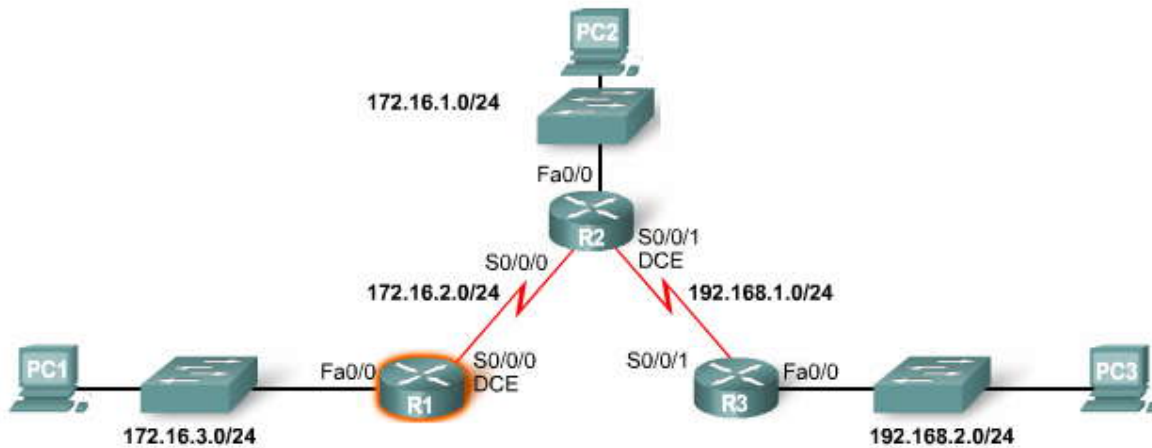 PC2
172.16.1.0/24
Fa0/0
R2
S0/0/1
DCE
S0/0/0
172.16.2.0/24
192.168.1.0/24
PC1
Fa0/0
S0/0/0
DCE
R1
S0/0/1
Fa0/0
R3
PC3
172.16.3.0/24
192.168.2.0/24